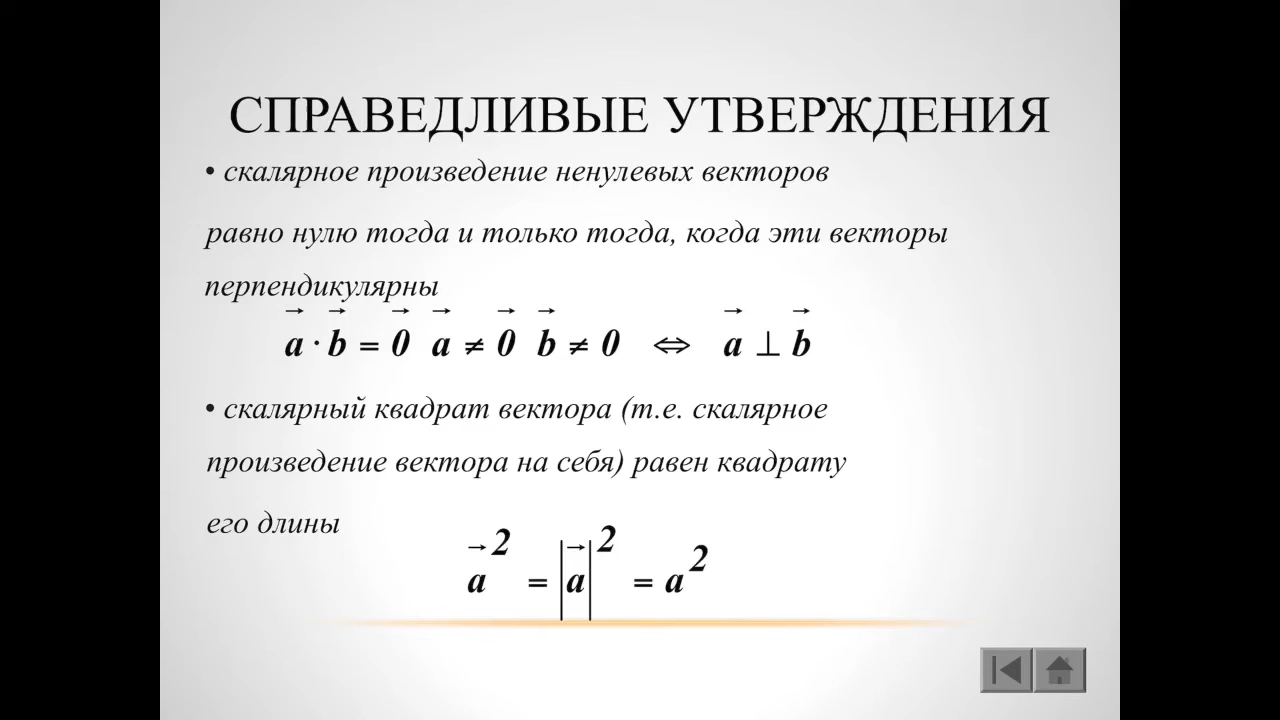 СПРАВЕДЛИВЫЕ УТВЕРЖДЕНИЯ
• скалярное произведение ненулевых векторов
равно нулю тогда и только тогда, когда эти векторы
перпендикулярны
a⃗ · b⃗ = 0⃗ a⃗ ≠ 0⃗ b⃗ ≠ 0 ⇔ a⃗ ⊥ b⃗
• скалярный квадрат вектора (т.е. скалярное
произведение вектора на себя) равен квадрату
его длины
a⃗² = |a⃗|² = a²